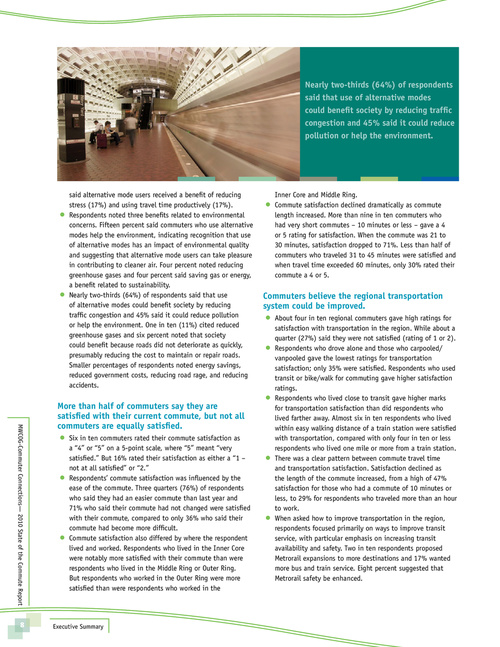 Nearly two-thirds (64%) of respondents
said that use of alternative modes
could benefit society by reducing traffic
congestion and 45% said it could reduce
pollution or help the environment.
said alternative mode users received a benefit of reducing
stress (17%) and using travel time productively (17%).
• Respondents noted three benefits related to environmental
concerns. Fifteen percent said commuters who use alternative
modes help the environment, indicating recognition that use
of alternative modes has an impact of environmental quality
and suggesting that alternative mode users can take pleasure
in contributing to cleaner air. Four percent noted reducing
greenhouse gases and four percent said saving gas or energy,
a benefit related to sustainability.
• Nearly two-thirds (64%) of respondents said that use
of alternative modes could benefit society by reducing
traffic congestion and 45% said it could reduce pollution
or help the environment. One in ten (11%) cited reduced
greenhouse gases and six percent noted that society
could benefit because roads did not deteriorate as quickly,
presumably reducing the cost to maintain or repair roads.
Smaller percentages of respondents noted energy savings,
reduced government costs, reducing road rage, and reducing
accidents.
More than half of commuters say they are
satisfied with their current commute, but not all
commuters are equally satisfied.
• Six in ten commuters rated their commute satisfaction as
a "4" or "5" on a 5-point scale, where "5" meant "very
satisfied." But 16% rated their satisfaction as either a "1 –
not at all satisfied" or "2."
• Respondents' commute satisfaction was influenced by the
ease of the commute. Three quarters (76%) of respondents
who said they had an easier commute than last year and
71% who said their commute had not changed were satisfied
with their commute, compared to only 36% who said their
commute had become more difficult.
• Commute satisfaction also differed by where the respondent
lived and worked. Respondents who lived in the Inner Core
were notably more satisfied with their commute than were
respondents who lived in the Middle Ring or Outer Ring.
But respondents who worked in the Outer Ring were more
satisfied than were respondents who worked in the
Inner Core and Middle Ring.
• Commute satisfaction declined dramatically as commute
length increased. More than nine in ten commuters who
had very short commutes – 10 minutes or less – gave a 4
or 5 rating for satisfaction. When the commute was 21 to
30 minutes, satisfaction dropped to 71%. Less than half of
commuters who traveled 31 to 45 minutes were satisfied and
when travel time exceeded 60 minutes, only 30% rated their
commute a 4 or 5.
Commuters believe the regional transportation
system could be improved.
• About four in ten regional commuters gave high ratings for
satisfaction with transportation in the region. While about a
quarter (27%) said they were not satisfied (rating of 1 or 2).
• Respondents who drove alone and those who carpooled/
vanpooled gave the lowest ratings for transportation
satisfaction; only 35% were satisfied. Respondents who used
transit or bike/walk for commuting gave higher satisfaction
ratings.
• Respondents who lived close to transit gave higher marks
for transportation satisfaction than did respondents who
lived farther away. Almost six in ten respondents who lived
within easy walking distance of a train station were satisfied
with transportation, compared with only four in ten or less
respondents who lived one mile or more from a train station.
• There was a clear pattern between commute travel time
and transportation satisfaction. Satisfaction declined as
the length of the commute increased, from a high of 47%
satisfaction for those who had a commute of 10 minutes or
less, to 29% for respondents who traveled more than an hour
to work.
• When asked how to improve transportation in the region,
respondents focused primarily on ways to improve transit
service, with particular emphasis on increasing transit
availability and safety. Two in ten respondents proposed
Metrorail expansions to more destinations and 17% wanted
more bus and train service. Eight percent suggested that
Metrorail safety be enhanced.
MWCOG-Commuter Connections— 2010 State of the Commute Report
Executive Summary